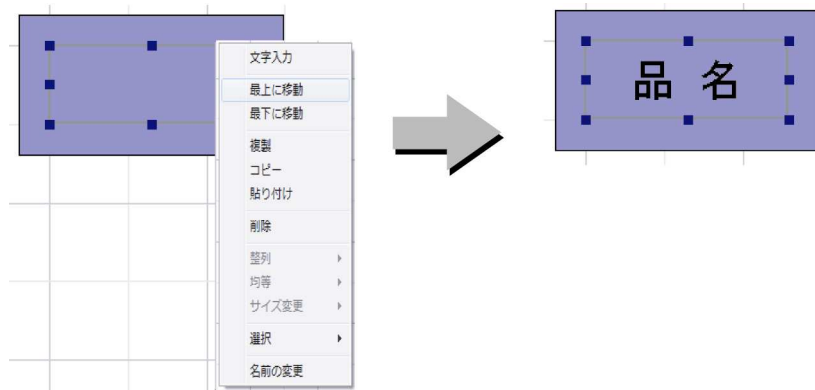 文字入力
最上に移動
最下に移動
複製
コピー
貼り付け
削除
整列
均等
サイズ変更
選択
名前の変更
品 名